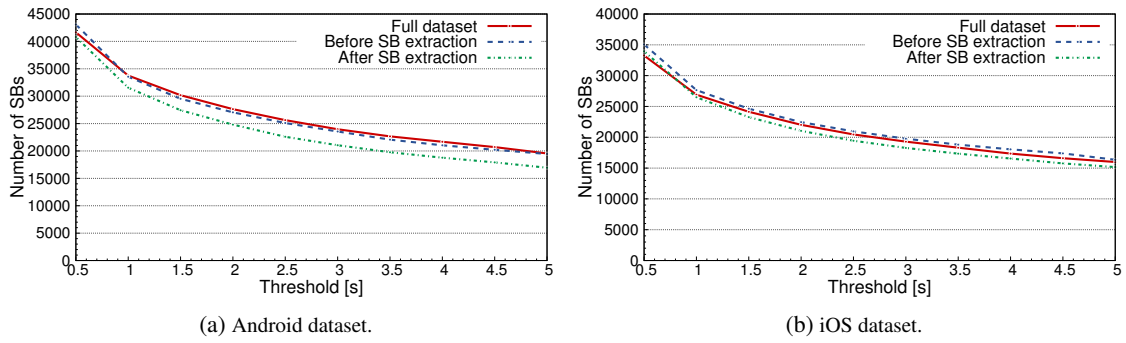 45000
40000
35000
30000
25000
20000
15000
10000
5000
0
Number of SBs
Full dataset
Before SB extraction
After SB extraction
0.5 1 1.5 2 2.5 3 3.5 4 4.5 5
Threshold [s]
(a) Android dataset.
40000
35000
30000
25000
20000
15000
10000
5000
0
Number of SBs
Full dataset
Before SB extraction
After SB extraction
0.5 1 1.5 2 2.5 3 3.5 4 4.5 5
Threshold [s]
(b) iOS dataset.